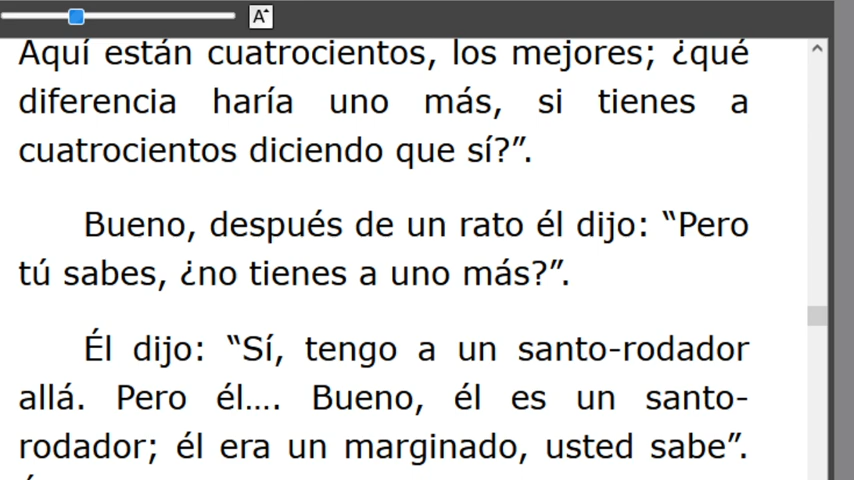 A
Aquí están cuatrocientos, los mejores; ¿qué
diferencia haría uno más, si tienes a
cuatrocientos diciendo que sí?”.
Bueno, después de un rato él dijo: “Pero
tú sabes, ¿no tienes a uno más?”.
Él dijo: “Sí, tengo a un santo-rodador
allá. Pero él.... Bueno, él es un santo-
rodador; él era un marginado, usted sabe”.